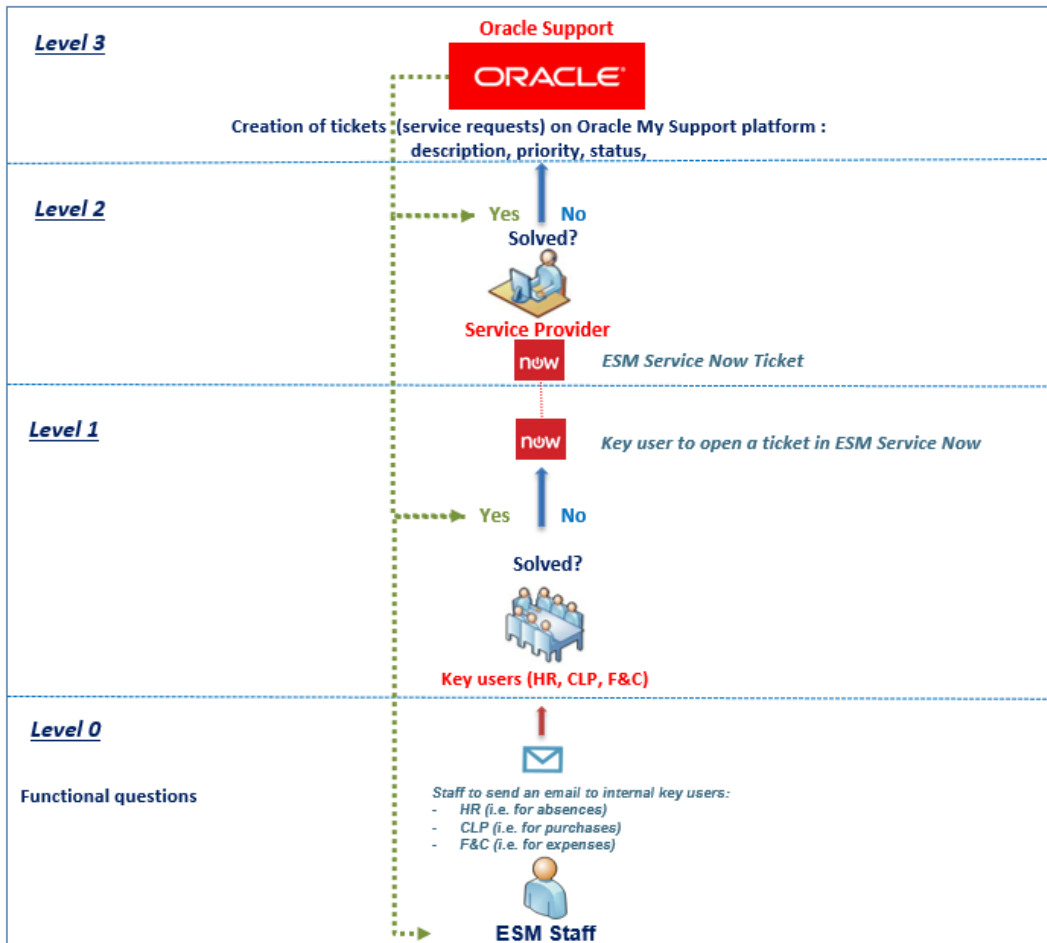 Level 3
Oracle Support
ORACLE®
Creation of tickets (service requests) on Oracle My Support platform :
description, priority, status,
Level 2
Yes No
Solved?
Service Provider
now ESM Service Now Ticket
Level 1
now Key user to open a ticket in ESM Service Now
Yes No
Solved?
Key users (HR, CLP, F&C)
Level 0
Functional questions
Staff to send an email to internal key users:
- HR (i.e. for absences)
- CLP (i.e. for purchases)
- F&C (i.e. for expenses)
ESM Staff